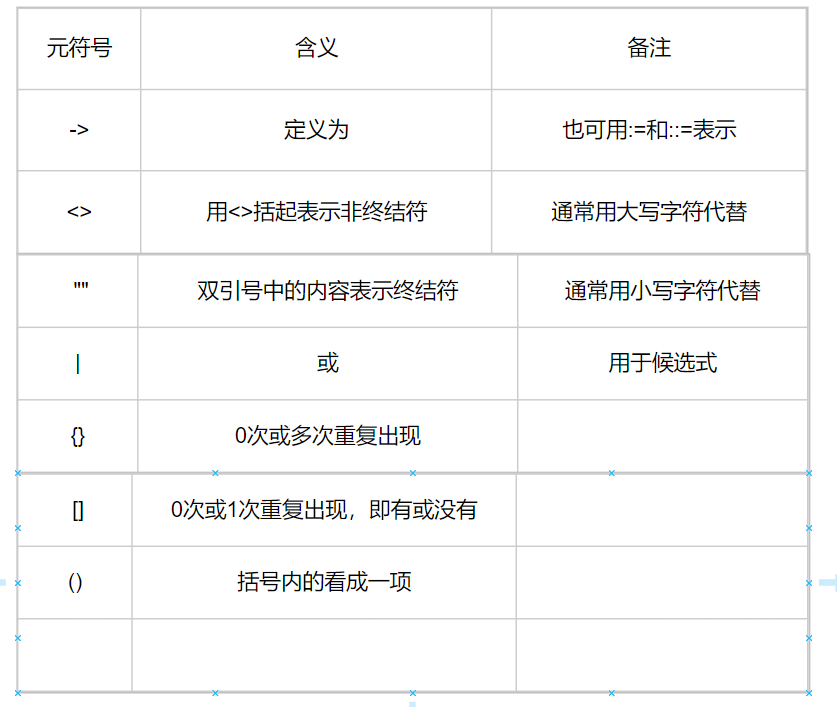 元符号 含义 备注
-> 定义为 也可用:=和::=表示
<> 用<>括起表示非终结符 通常用大写字符代替
"" 双引号中的内容表示终结符 通常用小写字符代替
| 或 用于候选式
{} 0次或多次重复出现
[] 0次或1次重复出现，即有或没有
() 括号内的看成一项